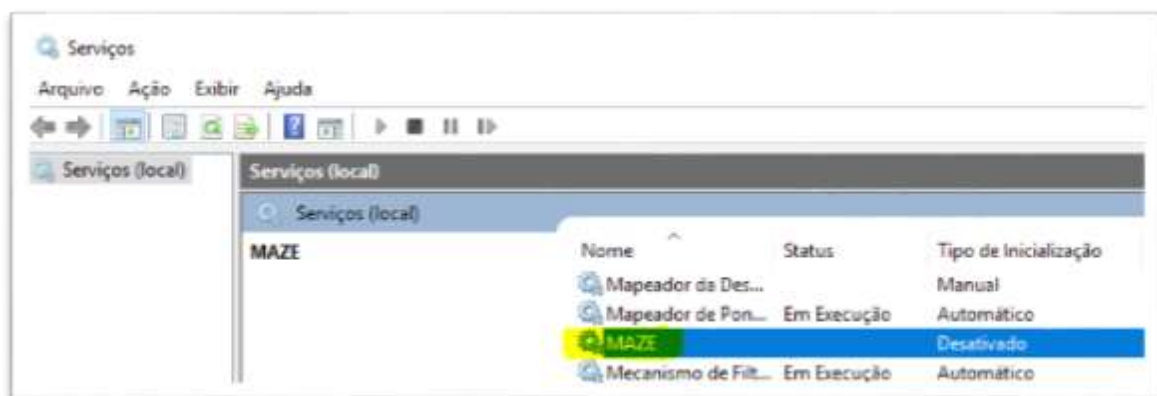 Serviços
Arquivo Ação Exibir Ajuda
Serviços (local) Serviços (local)
Serviços (local)
MAZE Nome Status Tipo de Inicialização
Mapeador da Des... Manual
Mapeador de Pon... Em Execução Automático
MAZE Desativado
Mecanismo de Filt... Em Execução Automático